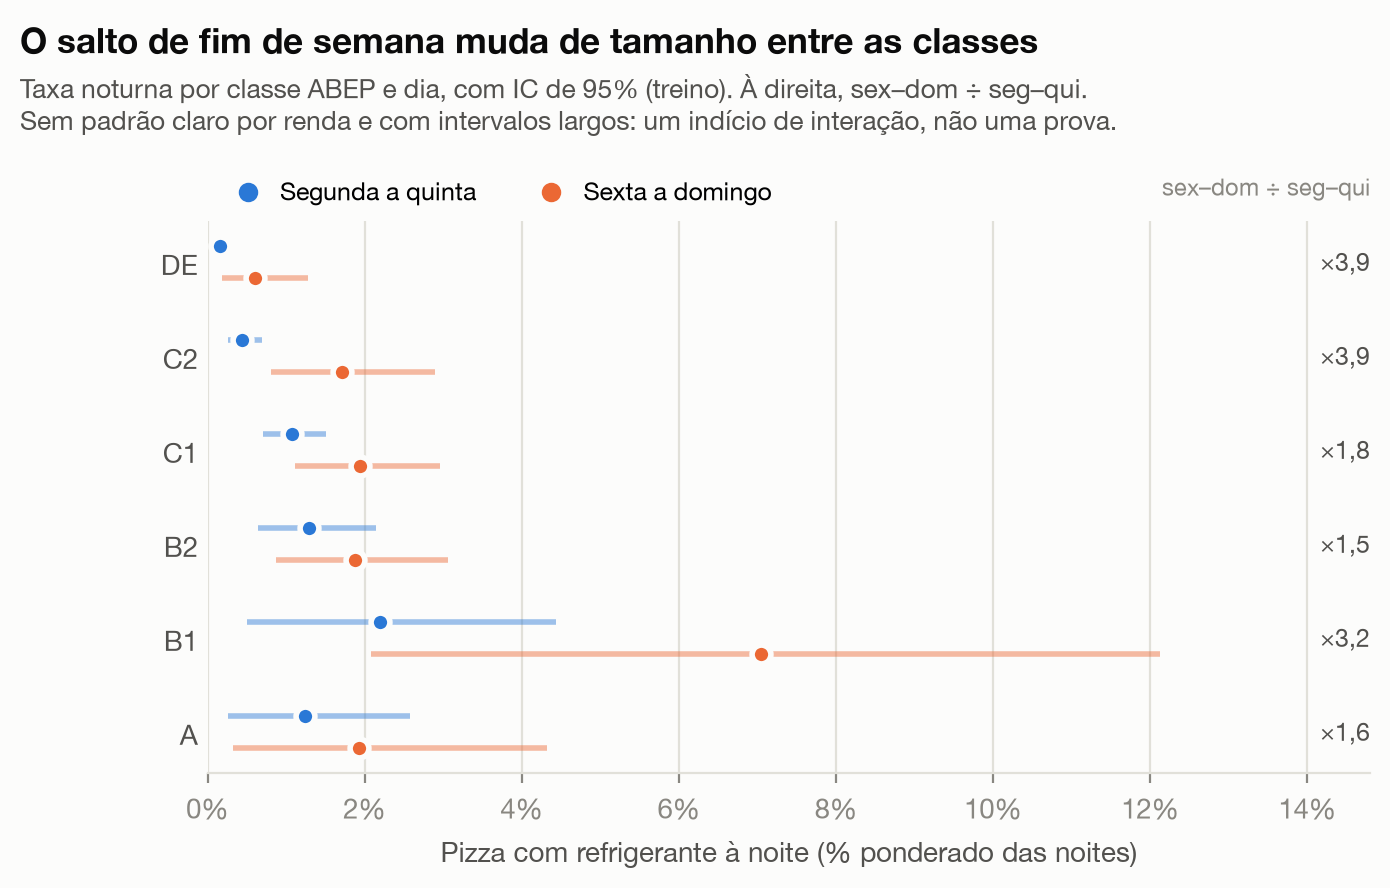 O salto de fim de semana muda de tamanho entre as classes
Taxa noturna por classe ABEP e dia, com IC de 95% (treino). À direita, sex–dom ÷ seg–qui.
Sem padrão claro por renda e com intervalos largos: um indício de interação, não uma prova.
Segunda a quinta
Sexta a domingo
sex–dom ÷ seg–qui
DE
×3,9
C2
×3,9
C1
×1,8
B2
×1,5
B1
×3,2
A
×1,6
0%
2%
4%
6%
8%
10%
12%
14%
Pizza com refrigerante à noite (% ponderado das noites)